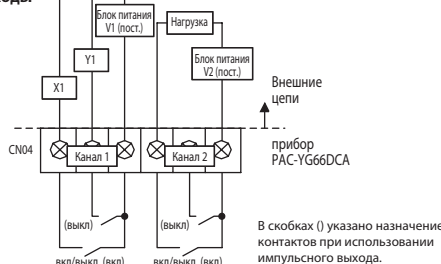 Блок питания
V1 (пост.)
Нагрузка
Y1
Блок питания
V2 (пост.)
X1
Внешние
цепи
CN04
Канал 1
Канал 2
прибор
PAC-YG66DCA
(выкл)
(выкл)
В скобках () указано назначение
контактов при использовании
импульсного выхода.
вкл/выкл (вкл)
вкл/выкл (вкл)